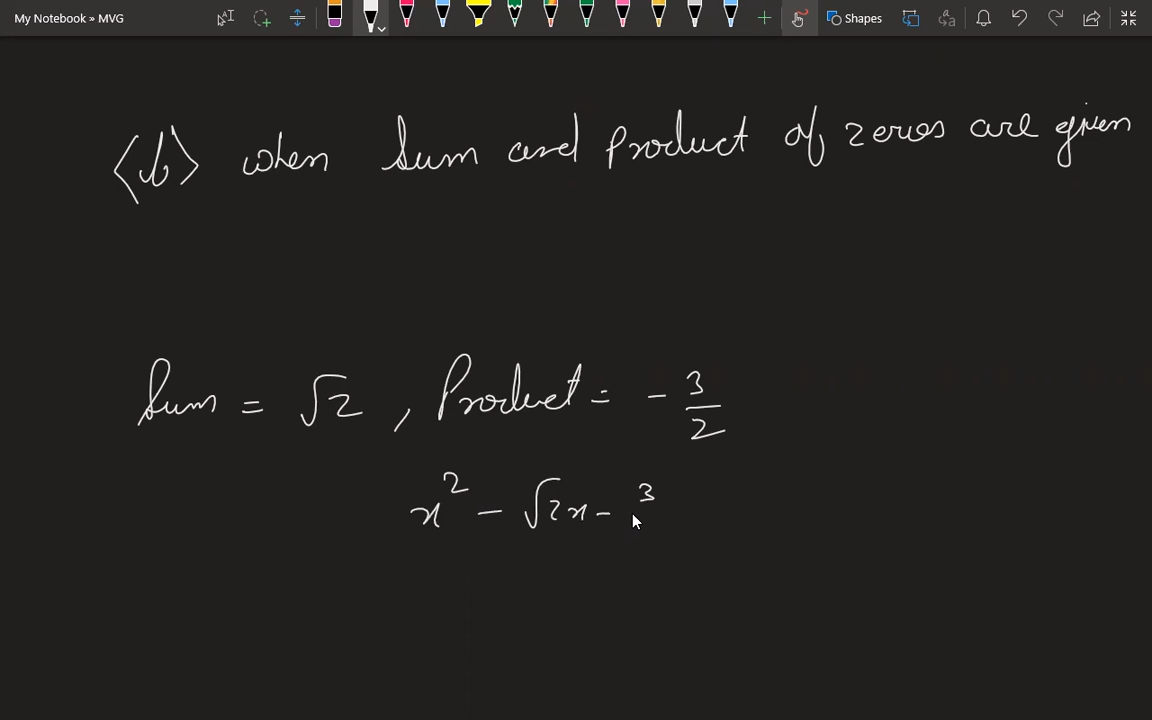 My Notebook » MVG
Shapes
<b> when Sum and Product of zeroes are given
Sum = √2 , Product = - 3/2
x² - √2x - 3